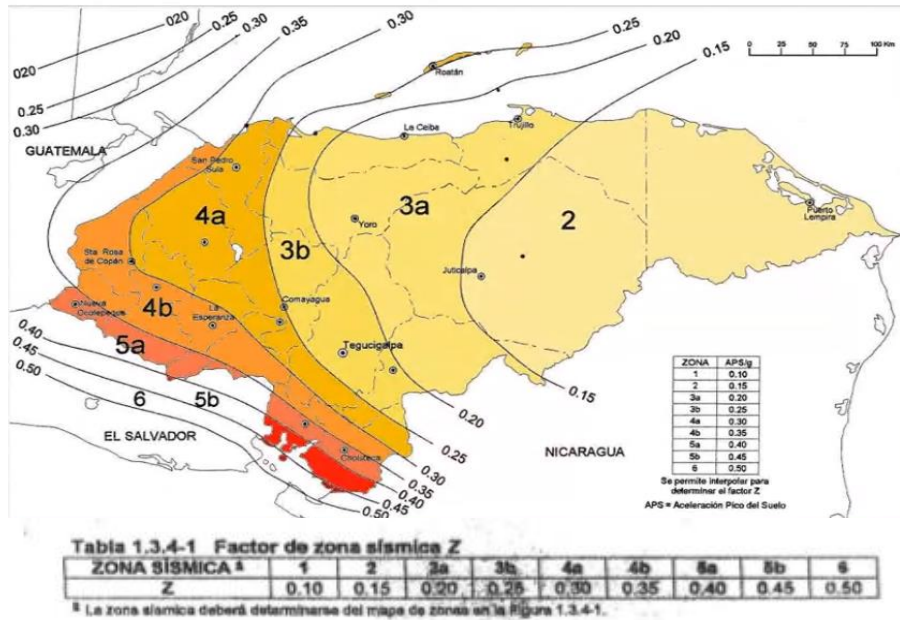 020
0.25
0.30
0.35
0.30
0.25
0.20
0.15
020
020
0.25
0.30
Roatán
0 25 50 75 100 Km
GUATEMALA
San Pedro
Sula
La Ceiba
Trujillo
4a
3a
2
Puerto
Lempira
3b
Yoro
Sta. Rosa
de Copán
Juticalpa
4b
La
Esperanza
Comayagua
Nueva
Ocotepeque
0.40
5a
0.45
0.50
Tegucigalpa
0.15
0.20
6
5b
EL SALVADOR
Choluteca
0.25
0.30
0.35
0.40
0.45
0.50
NICARAGUA
ZONA APS/g
1 0.10
2 0.15
3a 0.20
3b 0.25
4a 0.30
4b 0.35
5a 0.40
5b 0.45
6 0.50
Se permite interpolar para
determinar el factor Z
APS = Aceleración Pico del Suelo
Tabla 1.3.4-1 Factor de zona sísmica Z
ZONA SÍSMICA 1 2 3a 3b 4a 4b 5a 5b 6
Z 0.10 0.15 0.20 0.25 0.30 0.35 0.40 0.45 0.50
La zona sísmica deberá determinarse del mapa de zonas en la Figura 1.3.4-1.